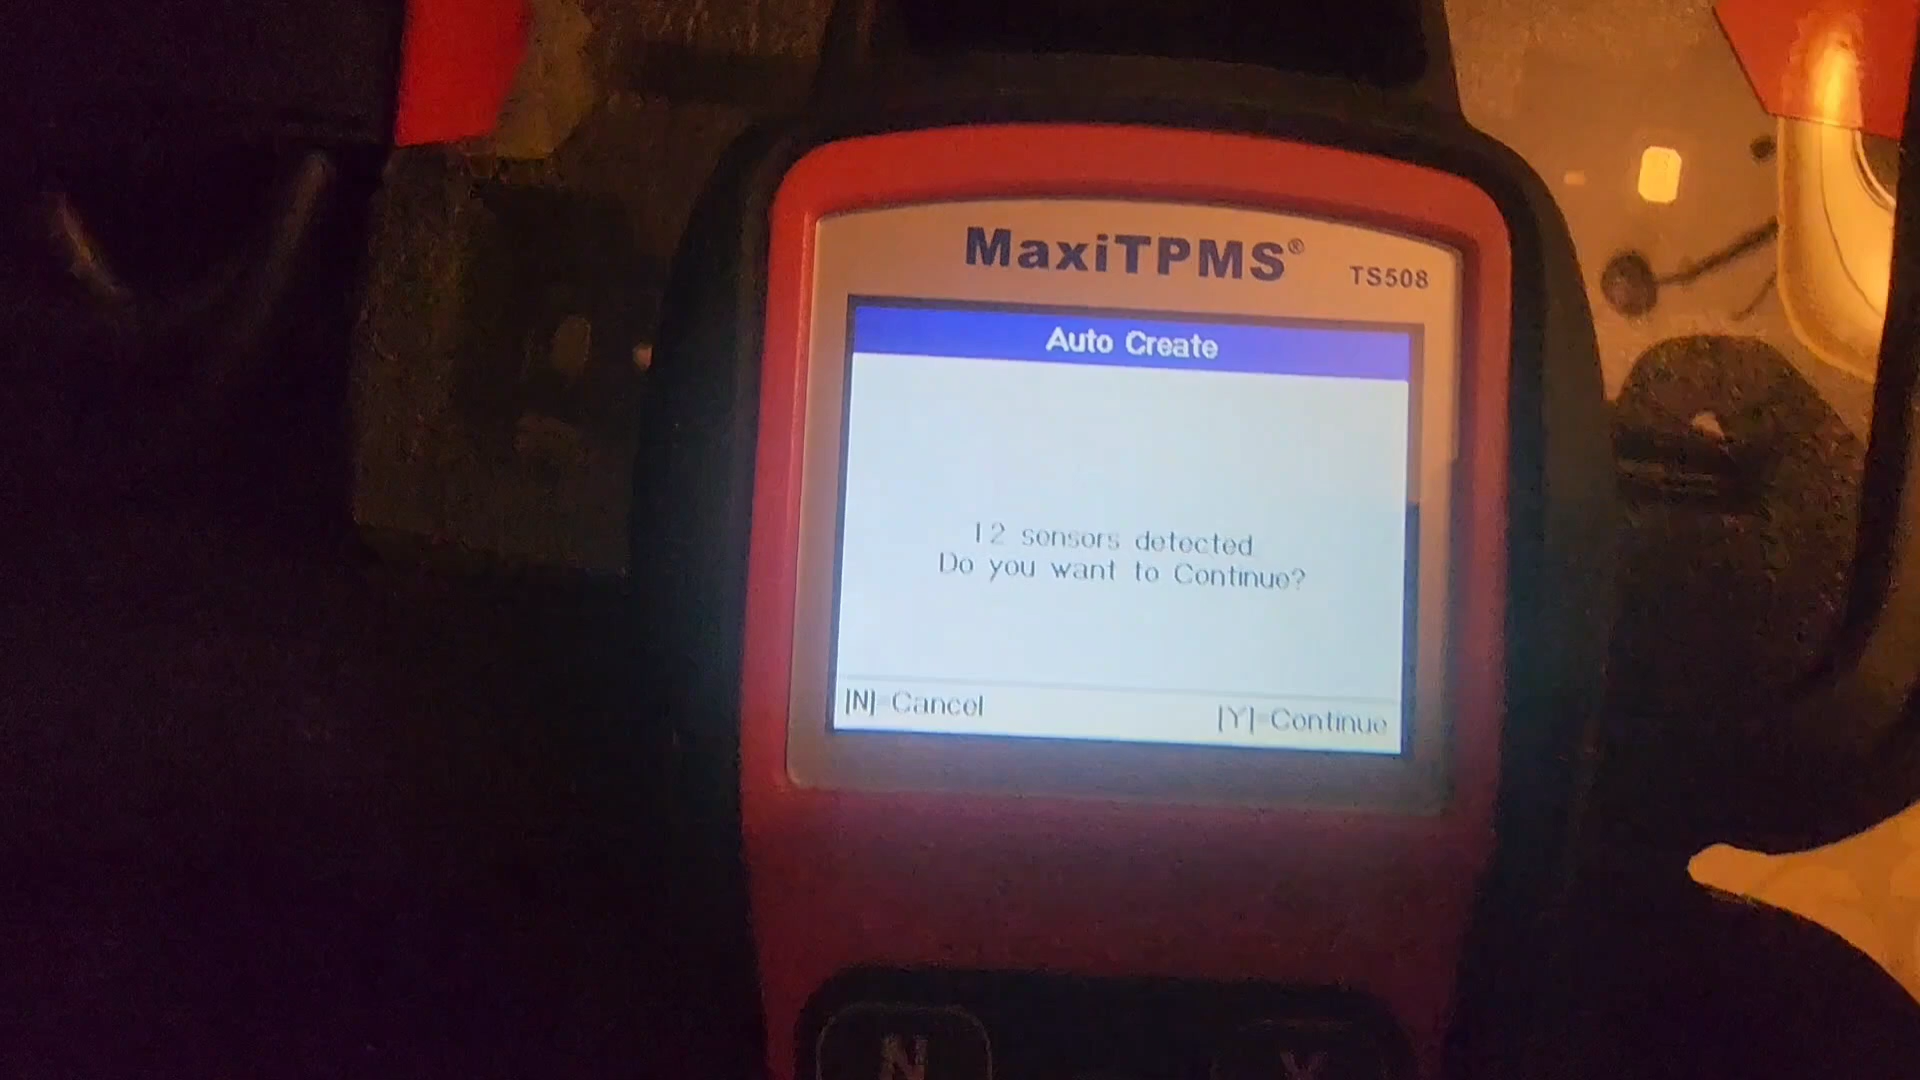 MaxiTPMS®
TS508
Auto Create
12 sensors detected
Do you want to Continue?
[N]=Cancel
[Y]=Continue
N
Y